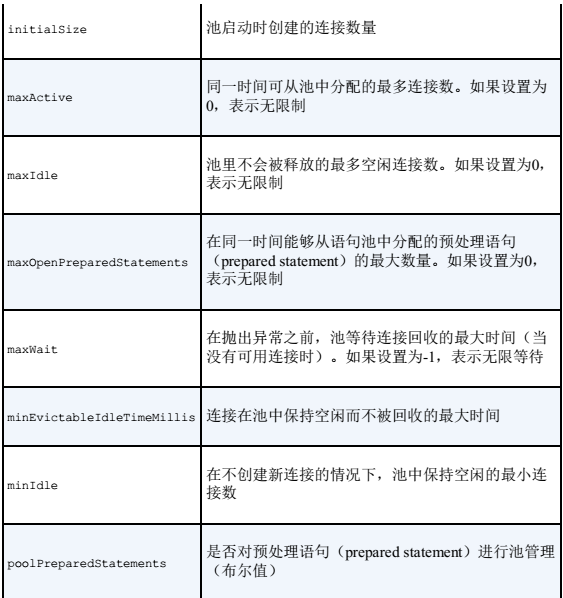 initialSize
池启动时创建的连接数量
maxActive
同一时间可从池中分配的最多连接数。如果设置为
0，表示无限制
maxIdle
池里不会被释放的最多空闲连接数。如果设置为0，
表示无限制
maxOpenPreparedStatements
在同一时间能够从语句池中分配的预处理语句
（prepared statement）的最大数量。如果设置为0，
表示无限制
maxWait
在抛出异常之前，池等待连接回收的最大时间（当
没有可用连接时）。如果设置为-1，表示无限等待
minEvictableIdleTimeMillis
连接在池中保持空闲而不被回收的最大时间
minIdle
在不创建新连接的情况下，池中保持空闲的最小连
接数
poolPreparedStatements
是否对预处理语句（prepared statement）进行池管理
（布尔值）